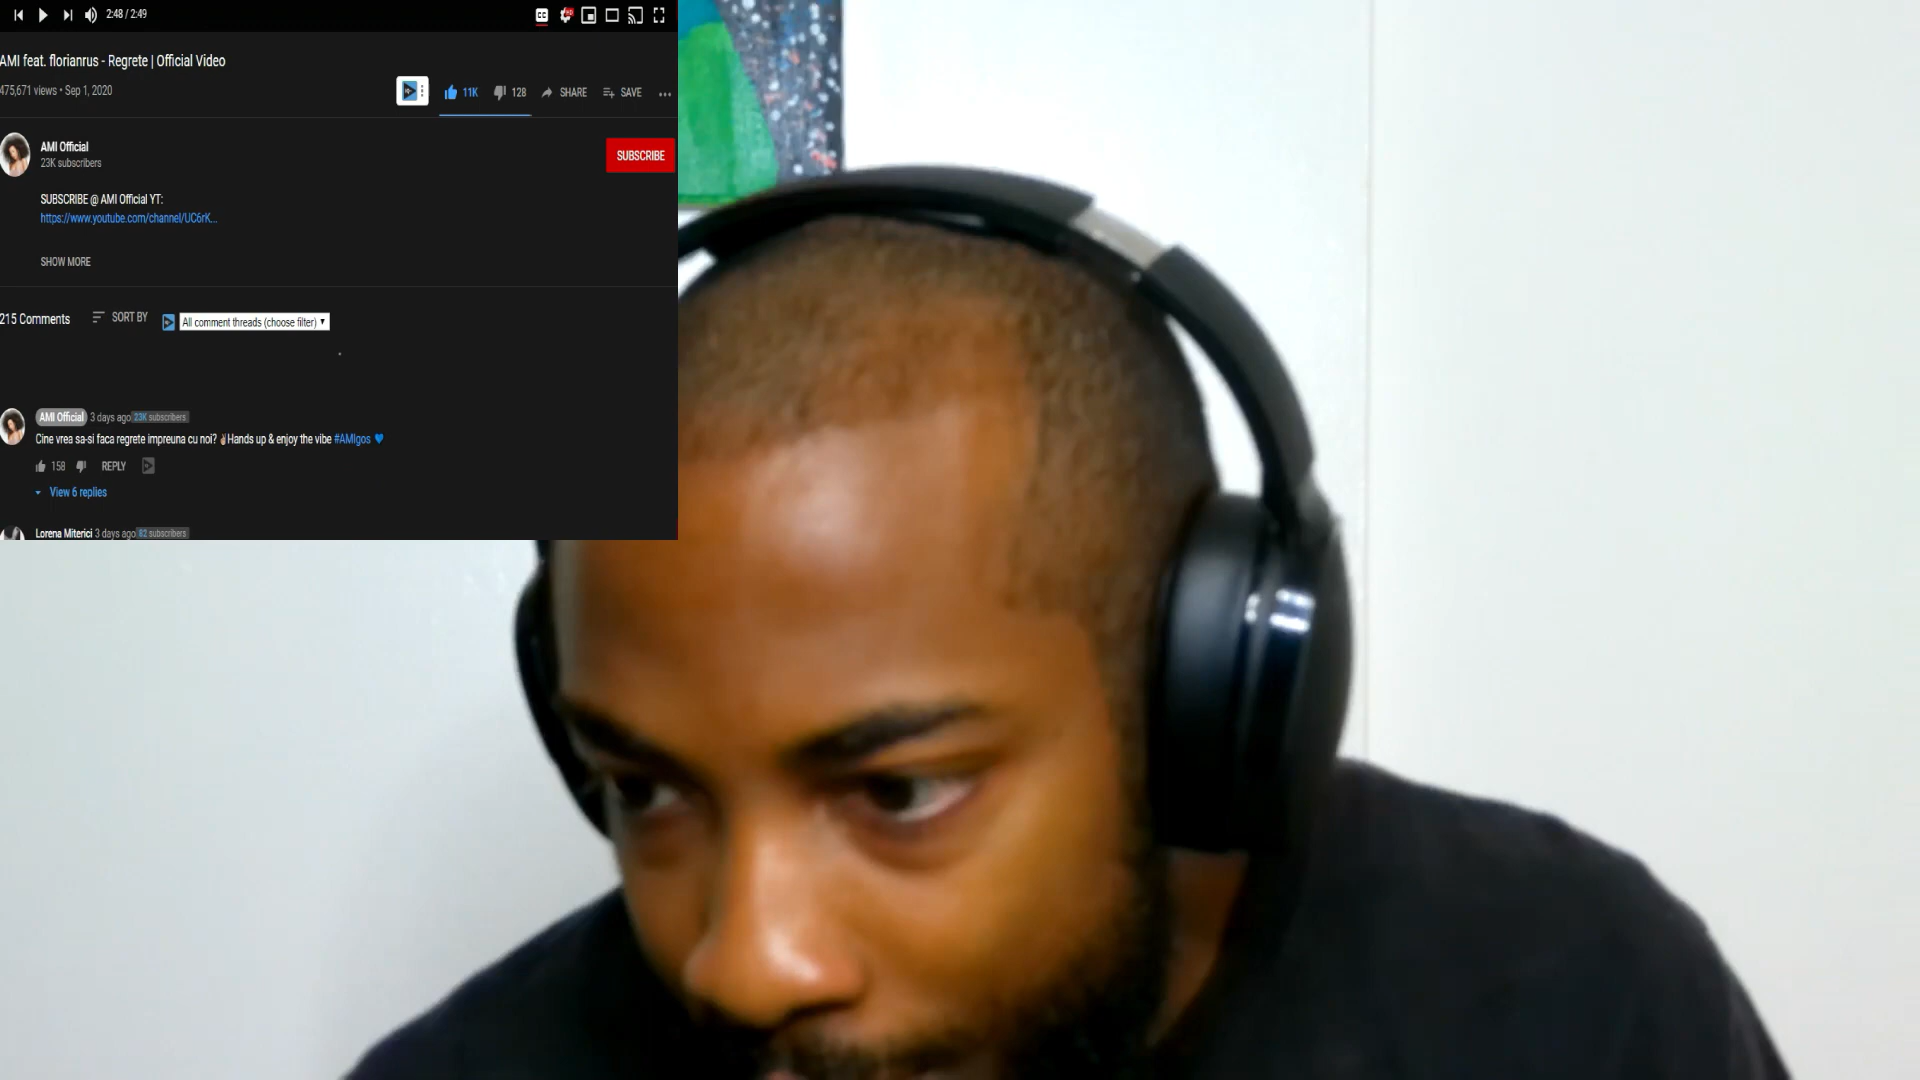 2:48 / 2:49
AMI feat. florianrus - Regrete | Official Video
475,671 views • Sep 1, 2020
11K 128 SHARE SAVE
AMI Official
23K subscribers
SUBSCRIBE
SUBSCRIBE @ AMI Official YT:
https://www.youtube.com/channel/UC6rK...
SHOW MORE
215 Comments SORT BY All comment threads (choose filter)
AMI Official 3 days ago 23K subscribers
Cine vrea sa-si faca regrete impreuna cu noi? ✌Hands up & enjoy the vibe #AMIgos 💙
158 REPLY
View 6 replies
Lorena Miterici 3 days ago 82 subscribers